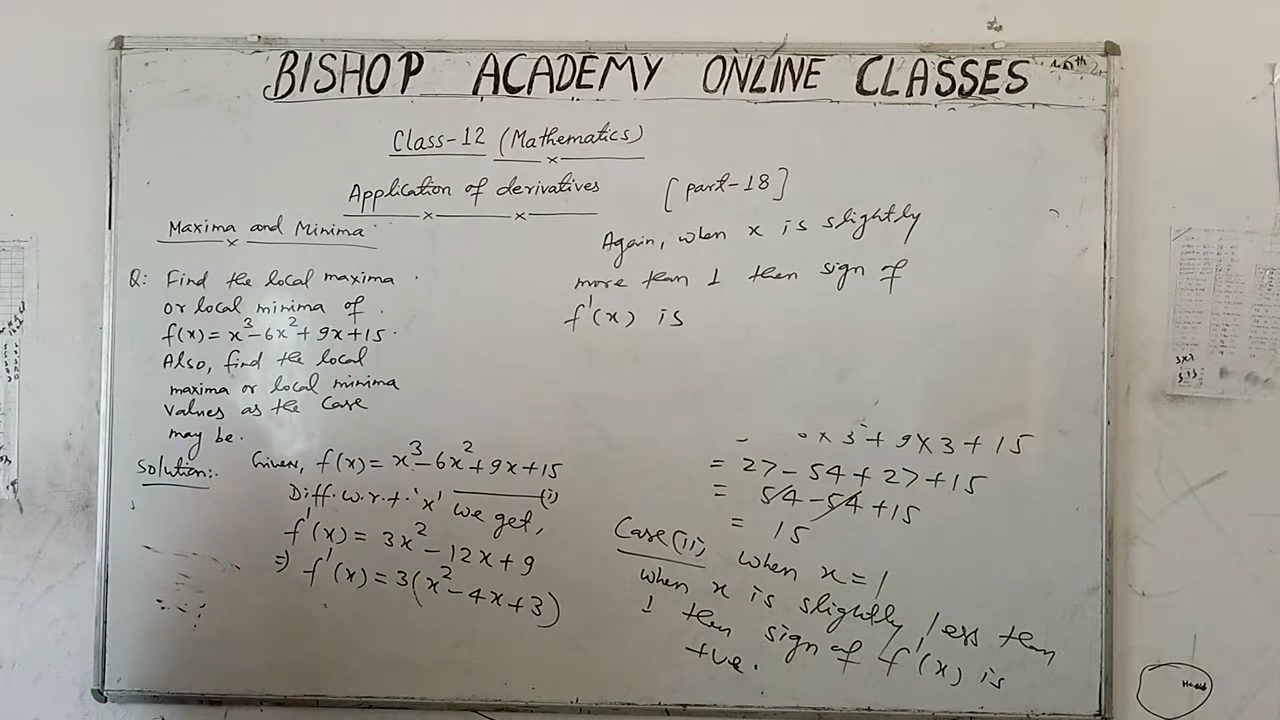 BISHOP ACADEMY ONLINE CLASSES
Class-12 (Mathematics)
Application of derivatives [part-18]
Maxima and Minima
Q: Find the local maxima
or local minima of
f(x) = x³-6x²+9x+15.
Also, find the local
maxima or local minima
values as the case
may be.
Solution:. Given, f(x) = x³-6x²+9x+15
(i)
Diff. w.r.t. 'x' we get,
f'(x) = 3x² - 12x + 9
⇒ f'(x) = 3(x² - 4x + 3)
Again, when x is slightly
more than 1 then sign of
f'(x) is
x 3 + 9 x 3 + 15
= 27 - 54 + 27 + 15
= 54 - 54 + 15
= 15
Case (ii) when x = 1
when x is slightly less than
1 then sign of f'(x) is
+ve.